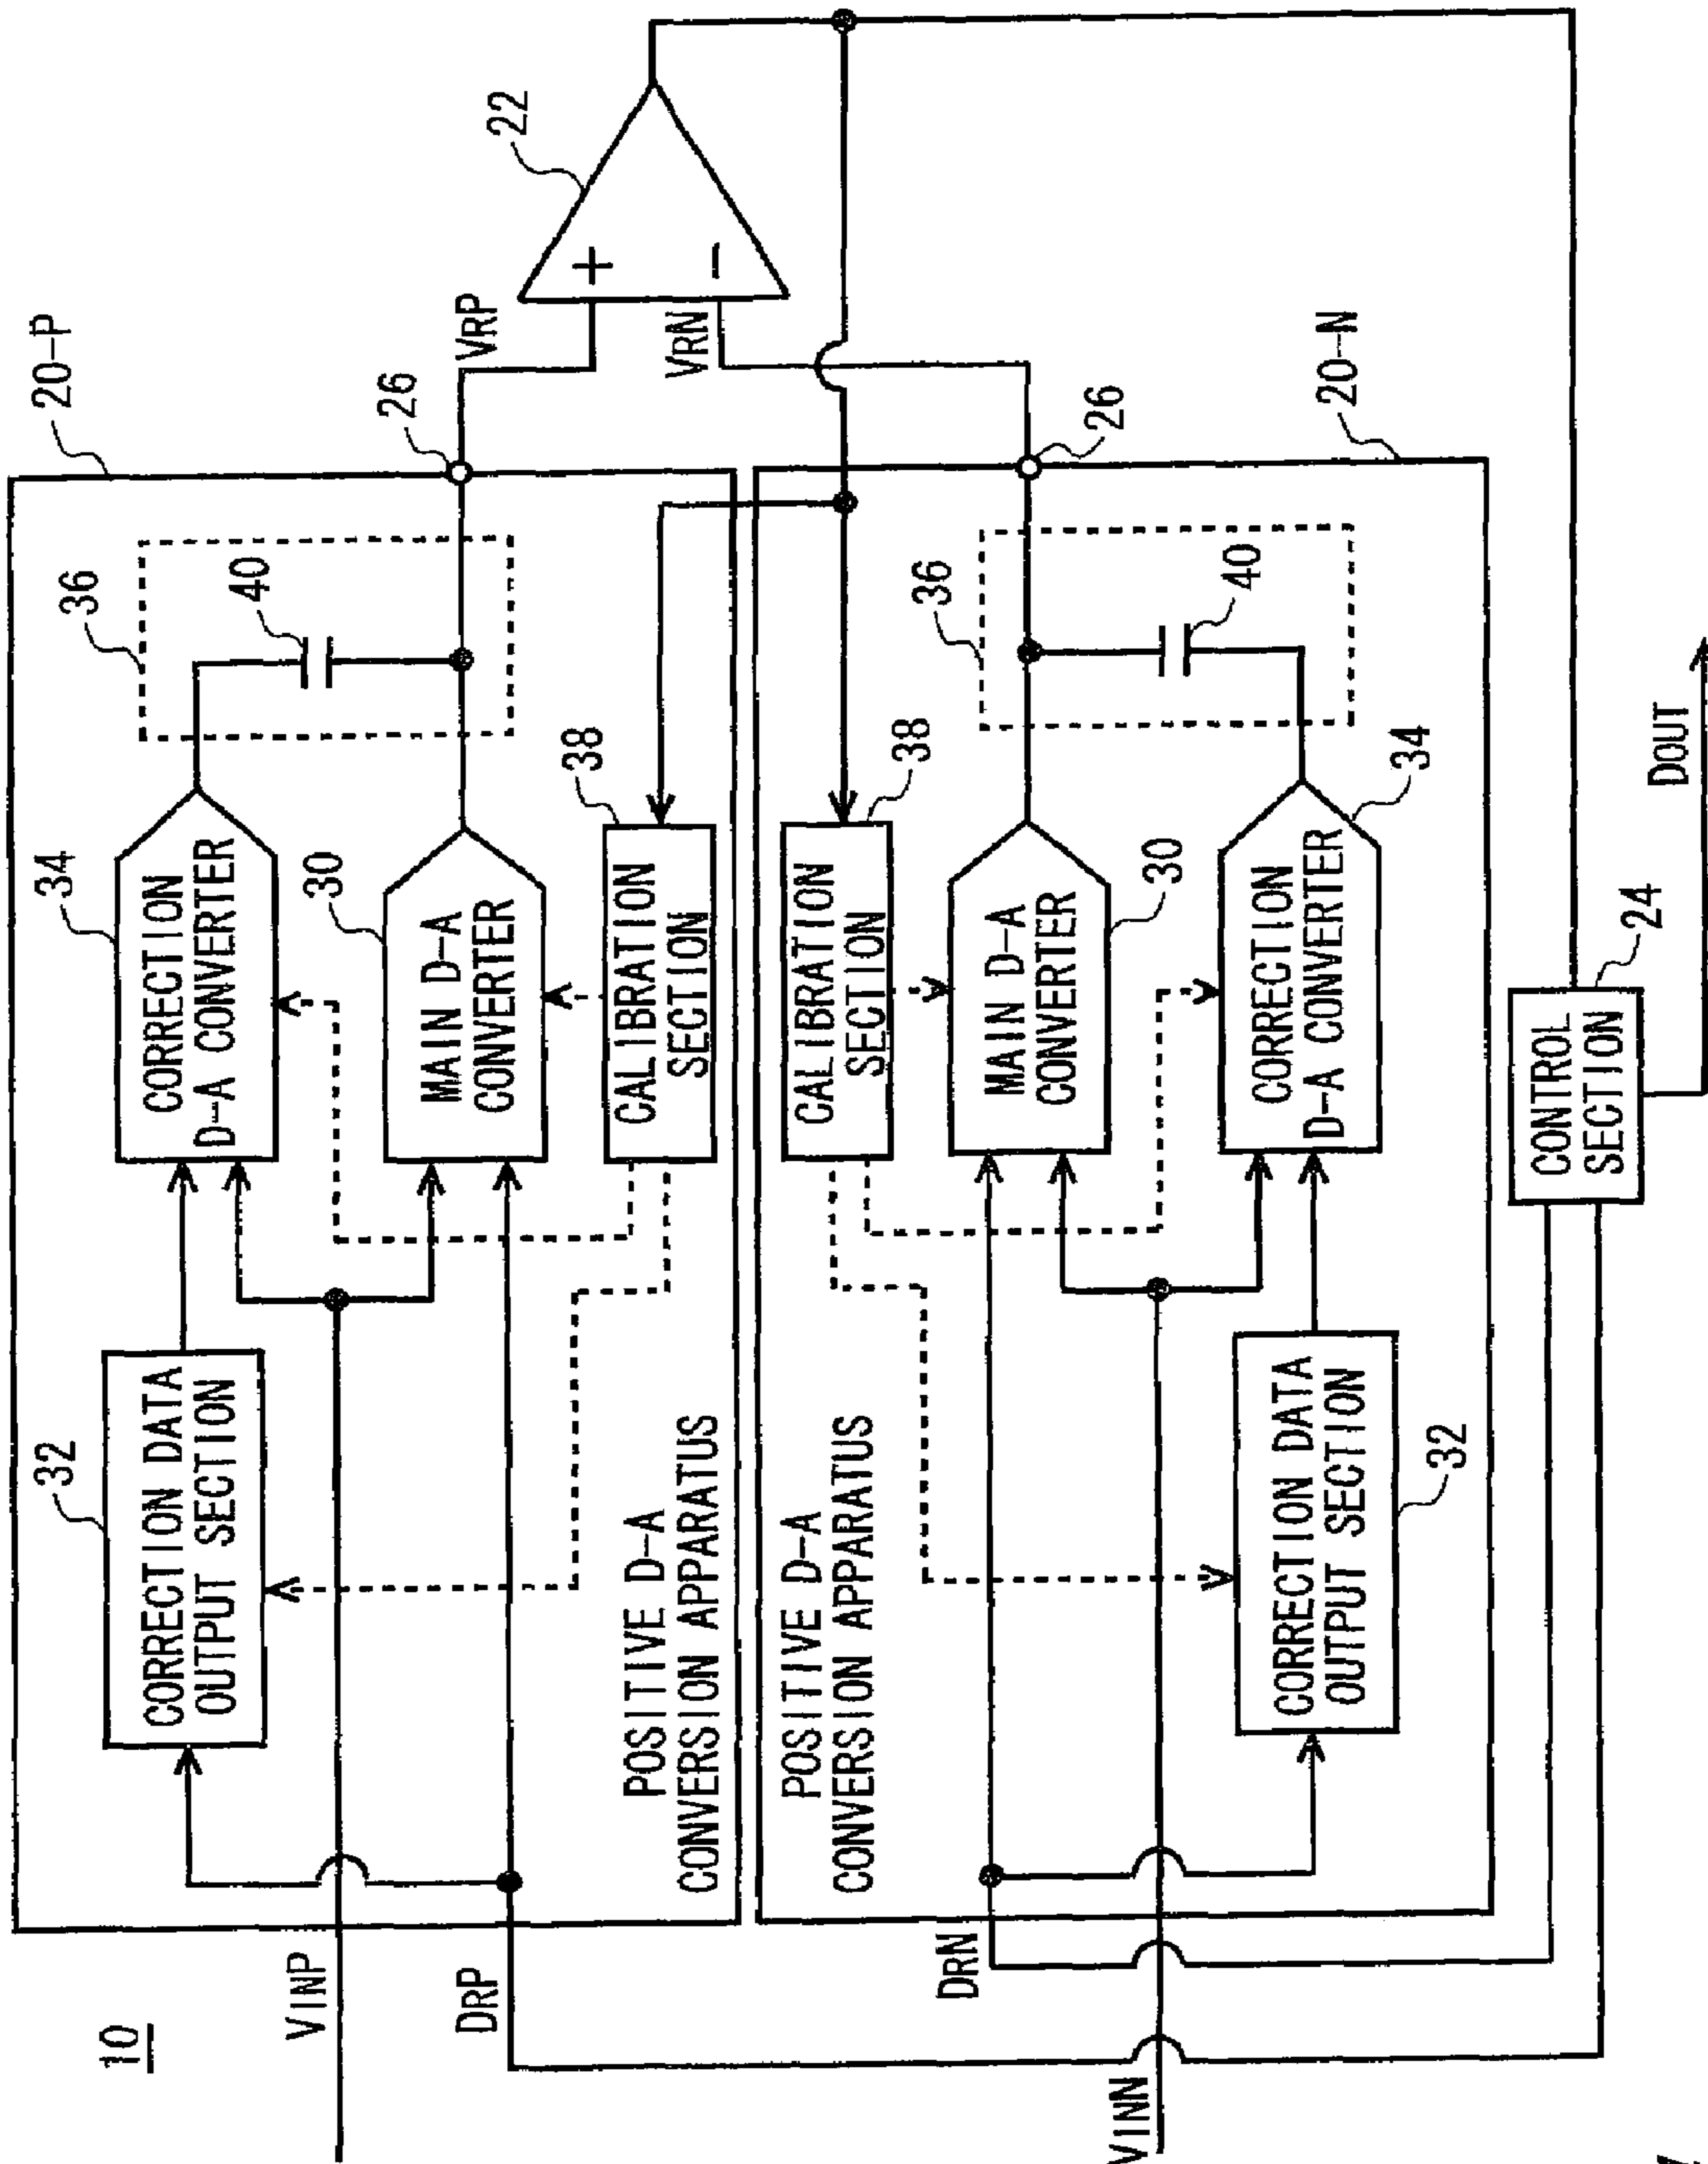 10
VINP
DRP
VINN
DRN
20-P
32
CORRECTION DATA
OUTPUT SECTION
34
CORRECTION
D-A CONVERTER
36
40
30
MAIN D-A
CONVERTER
26
VRP
38
CALIBRATION
SECTION
POSITIVE D-A
CONVERSION APPARATUS
22
+
−
VRN
POSITIVE D-A
CONVERSION APPARATUS
CALIBRATION
SECTION
38
36
26
MAIN D-A
CONVERTER
30
40
CORRECTION DATA
OUTPUT SECTION
32
CORRECTION
D-A CONVERTER
34
20-N
CONTROL
SECTION
24
DOUT